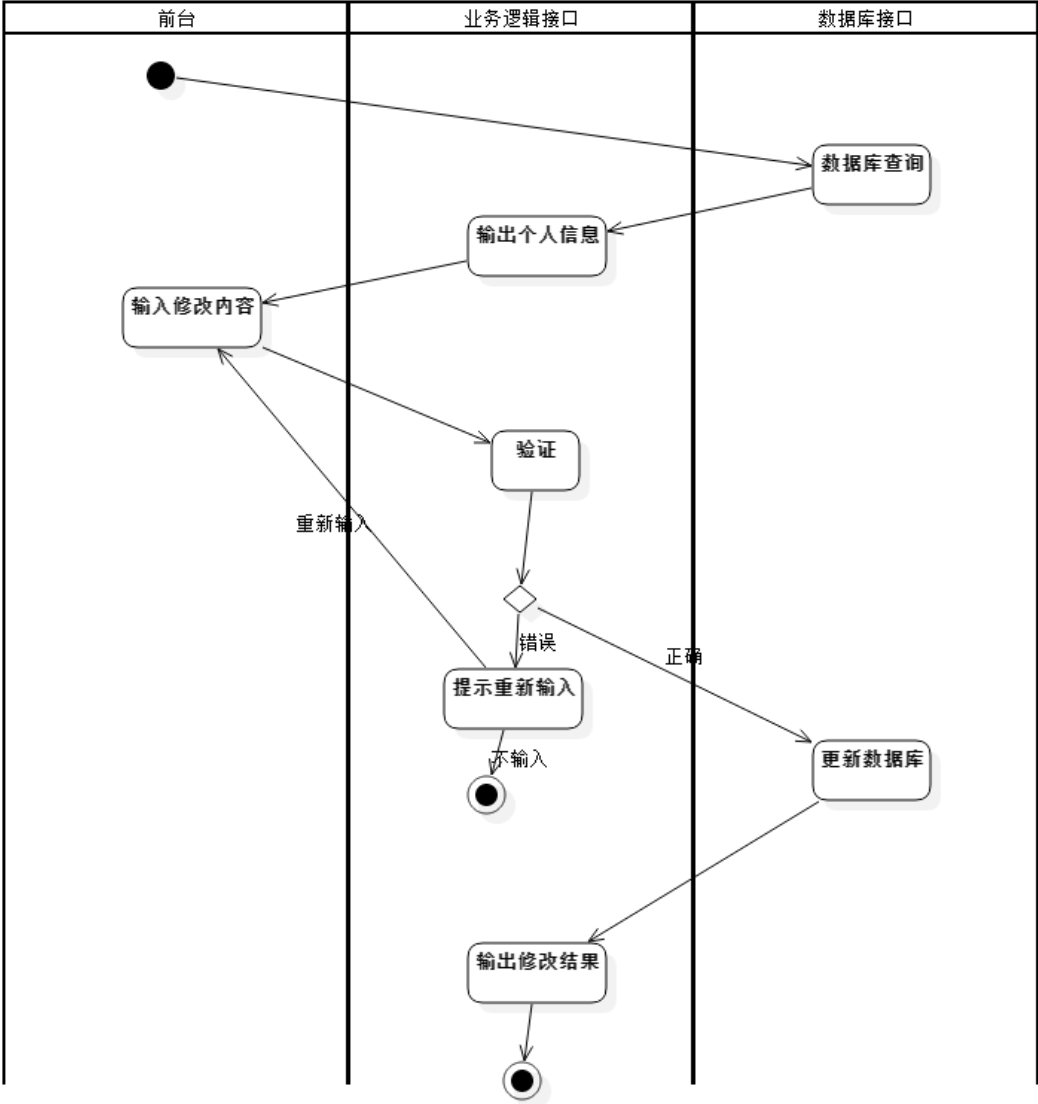 前台
业务逻辑接口
数据库接口
数据库查询
输出个人信息
输入修改内容
验证
重新输入
错误
正确
提示重新输入
不输入
更新数据库
输出修改结果